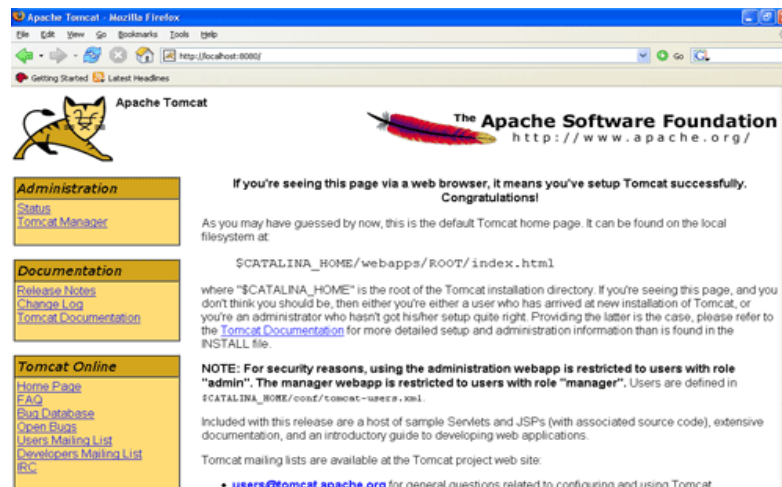 Apache Tomcat - Mozilla Firefox
File Edit View Go Bookmarks Tools Help
http://localhost:8080/ Go
Getting Started Latest Headlines
Apache Tomcat
The Apache Software Foundation
http://www.apache.org/
Administration
Status
Tomcat Manager
Documentation
Release Notes
Change Log
Tomcat Documentation
Tomcat Online
Home Page
FAQ
Bug Database
Open Bugs
Users Mailing List
Developers Mailing List
IRC
If you're seeing this page via a web browser, it means you've setup Tomcat successfully.
Congratulations!
As you may have guessed by now, this is the default Tomcat home page. It can be found on the local
filesystem at:
$CATALINA_HOME/webapps/ROOT/index.html
where "$CATALINA_HOME" is the root of the Tomcat installation directory. If you're seeing this page, and you
don't think you should be, then either you're either a user who has arrived at new installation of Tomcat, or
you're an administrator who hasn't got his/her setup quite right. Providing the latter is the case, please refer to
the Tomcat Documentation for more detailed setup and administration information than is found in the
INSTALL file.
NOTE: For security reasons, using the administration webapp is restricted to users with role
"admin". The manager webapp is restricted to users with role "manager". Users are defined in
$CATALINA_HOME/conf/tomcat-users.xml.
Included with this release are a host of sample Servlets and JSPs (with associated source code), extensive
documentation, and an introductory guide to developing web applications.
Tomcat mailing lists are available at the Tomcat project web site:
• users@tomcat.apache.org for general questions related to configuring and using Tomcat